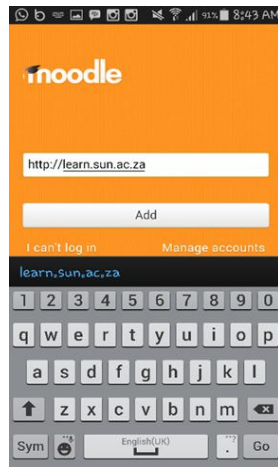 91% 8:43 AM
moodle
http://learn.sun.ac.za
Add
I can't log in Manage accounts
learn,sun,ac,za
1 2 3 4 5 6 7 8 9 0
q w e r t y u i o p
a s d f g h j k l
z x c v b n m
Sym English(UK) . Go